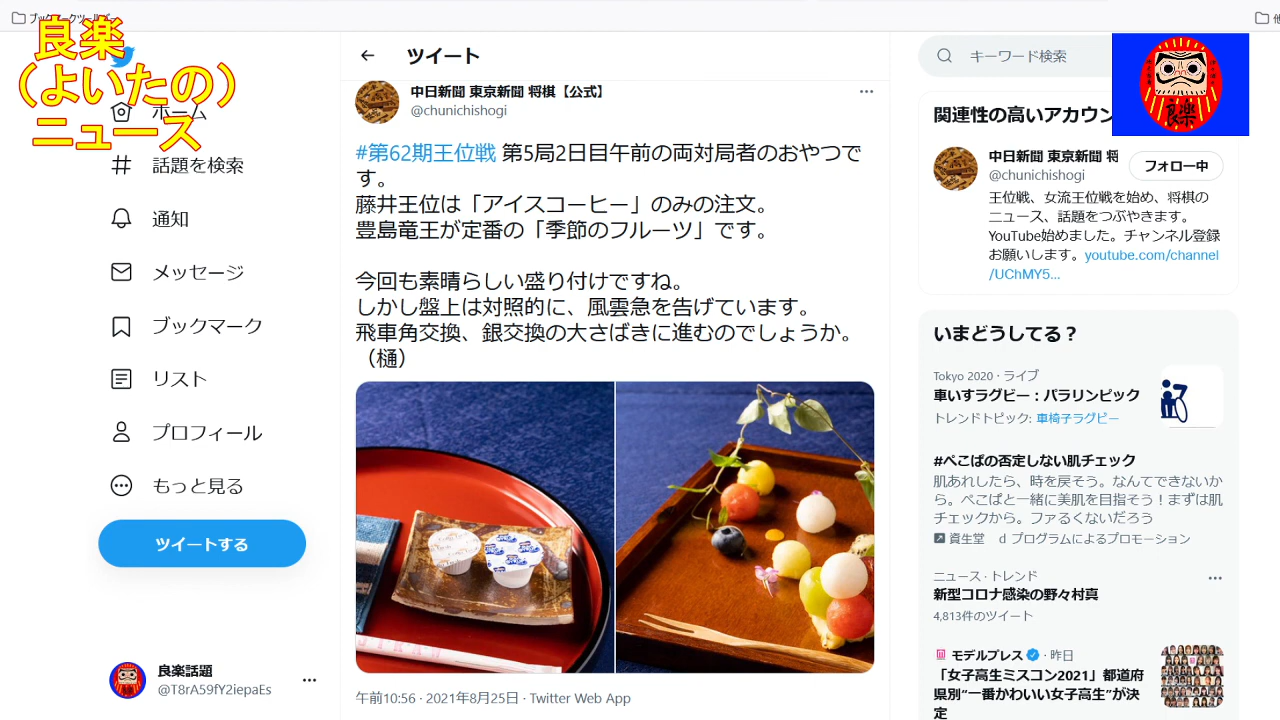 ブックマークツールバー
他
良楽
（よいたの）
ニュース
ホーム
話題を検索
通知
メッセージ
ブックマーク
リスト
プロフィール
もっと見る
ツイートする
良楽話題
@T8rA59fY2iepaEs
ツイート
中日新聞 東京新聞 将棋【公式】
@chunichishogi
#第62期王位戦 第5局2日目午前の両対局者のおやつで
す。
藤井王位は「アイスコーヒー」のみの注文。
豊島竜王が定番の「季節のフルーツ」です。
今回も素晴らしい盛り付けですね。
しかし盤上は対照的に、風雲急を告げています。
飛車角交換、銀交換の大さばきに進むのでしょうか。
（樋）
午前10:56 · 2021年8月25日 · Twitter Web App
キーワード検索
良楽
関連性の高いアカウン
中日新聞 東京新聞 将
@chunichishogi
フォロー中
王位戦、女流王位戦を始め、将棋の
ニュース、話題をつぶやきます。
YouTube始めました。チャンネル登録
お願いします。youtube.com/channel
/UChMY5...
いまどうしてる？
Tokyo 2020 · ライブ
車いすラグビー：パラリンピック
トレンドトピック: 車椅子ラグビー
#ぺこぱの否定しない肌チェック
肌あれしたら、時を戻そう。なんてできないか
ら。ぺこぱと一緒に美肌を目指そう！まずは肌
チェックから。ファるくないだろう
資生堂 d プログラムによるプロモーション
ニュース · トレンド
新型コロナ感染の野々村真
4,813件のツイート
モデルプレス · 昨日
「女子高生ミスコン2021」都道府
県別“一番かわいい女子高生”が決
定